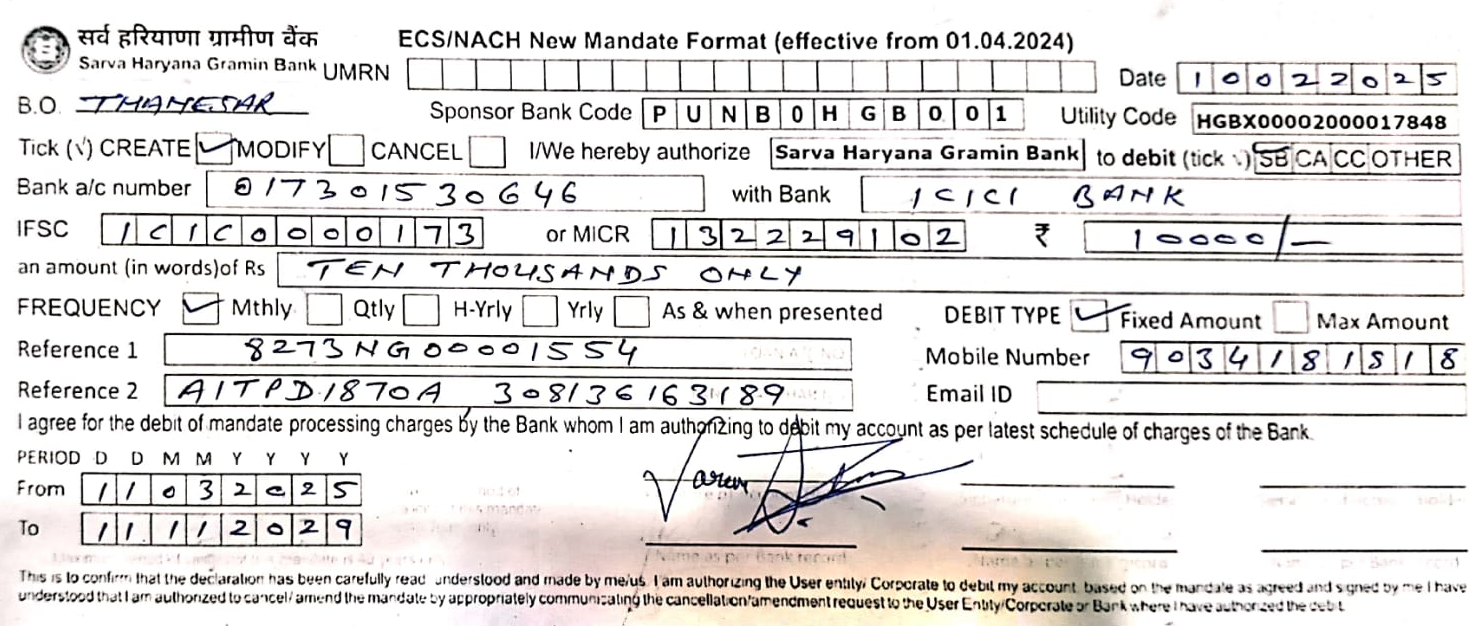 सर्व हरियाणा ग्रामीण बैंक
Sarva Haryana Gramin Bank
ECS/NACH New Mandate Format (effective from 01.04.2024)
UMRN Date 10022025
B.O. THANESAR Sponsor Bank Code PUNB0HGB001 Utility Code HGBX00002000017848
Tick (√) CREATE MODIFY CANCEL I/We hereby authorize Sarva Haryana Gramin Bank to debit (tick √) SB CA CC OTHER
Bank a/c number 017301530646 with Bank ICICI BANK
IFSC ICIC0000173 or MICR 132229102 ₹ 10000/-
an amount (in words)of Rs TEN THOUSANDS ONLY
FREQUENCY Mthly Qtly H-Yrly Yrly As & when presented DEBIT TYPE Fixed Amount Max Amount
Reference 1 8273NG00001554 Mobile Number 9034181518
Reference 2 AITPD1870A 308136163189 Email ID
I agree for the debit of mandate processing charges by the Bank whom I am authorizing to debit my account as per latest schedule of charges of the Bank.
PERIOD D D M M Y Y Y Y
From 11032025
To 11112029
Varun
Name as per Bank record
This is to confirm that the declaration has been carefully read understood and made by me/us. I am authorizing the User entity/ Corporate to debit my account, based on the mandate as agreed and signed by me I have
understood that I am authorized to cancel/ amend the mandate by appropriately communicating the cancellation/amendment request to the User Entity/Corporate or Bank where I have authorized the debit